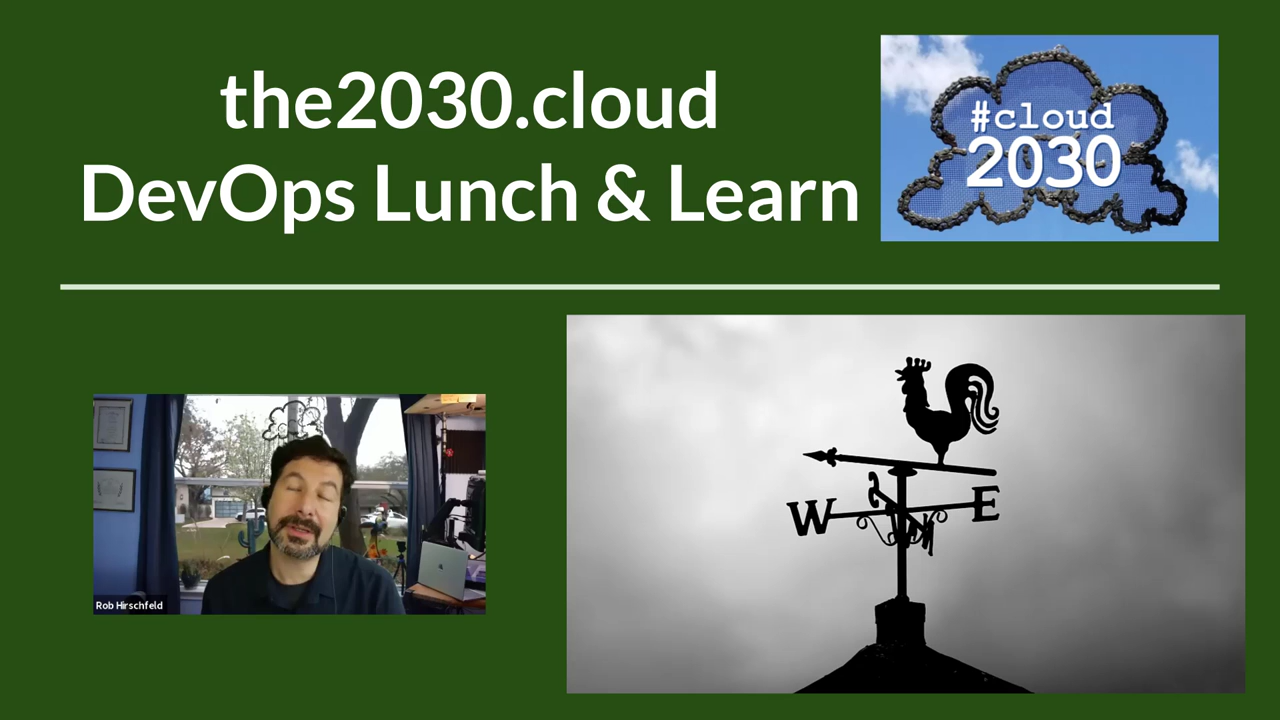 the2030.cloud
DevOps Lunch & Learn
#cloud
2030
Rob Hirschfeld
W
E